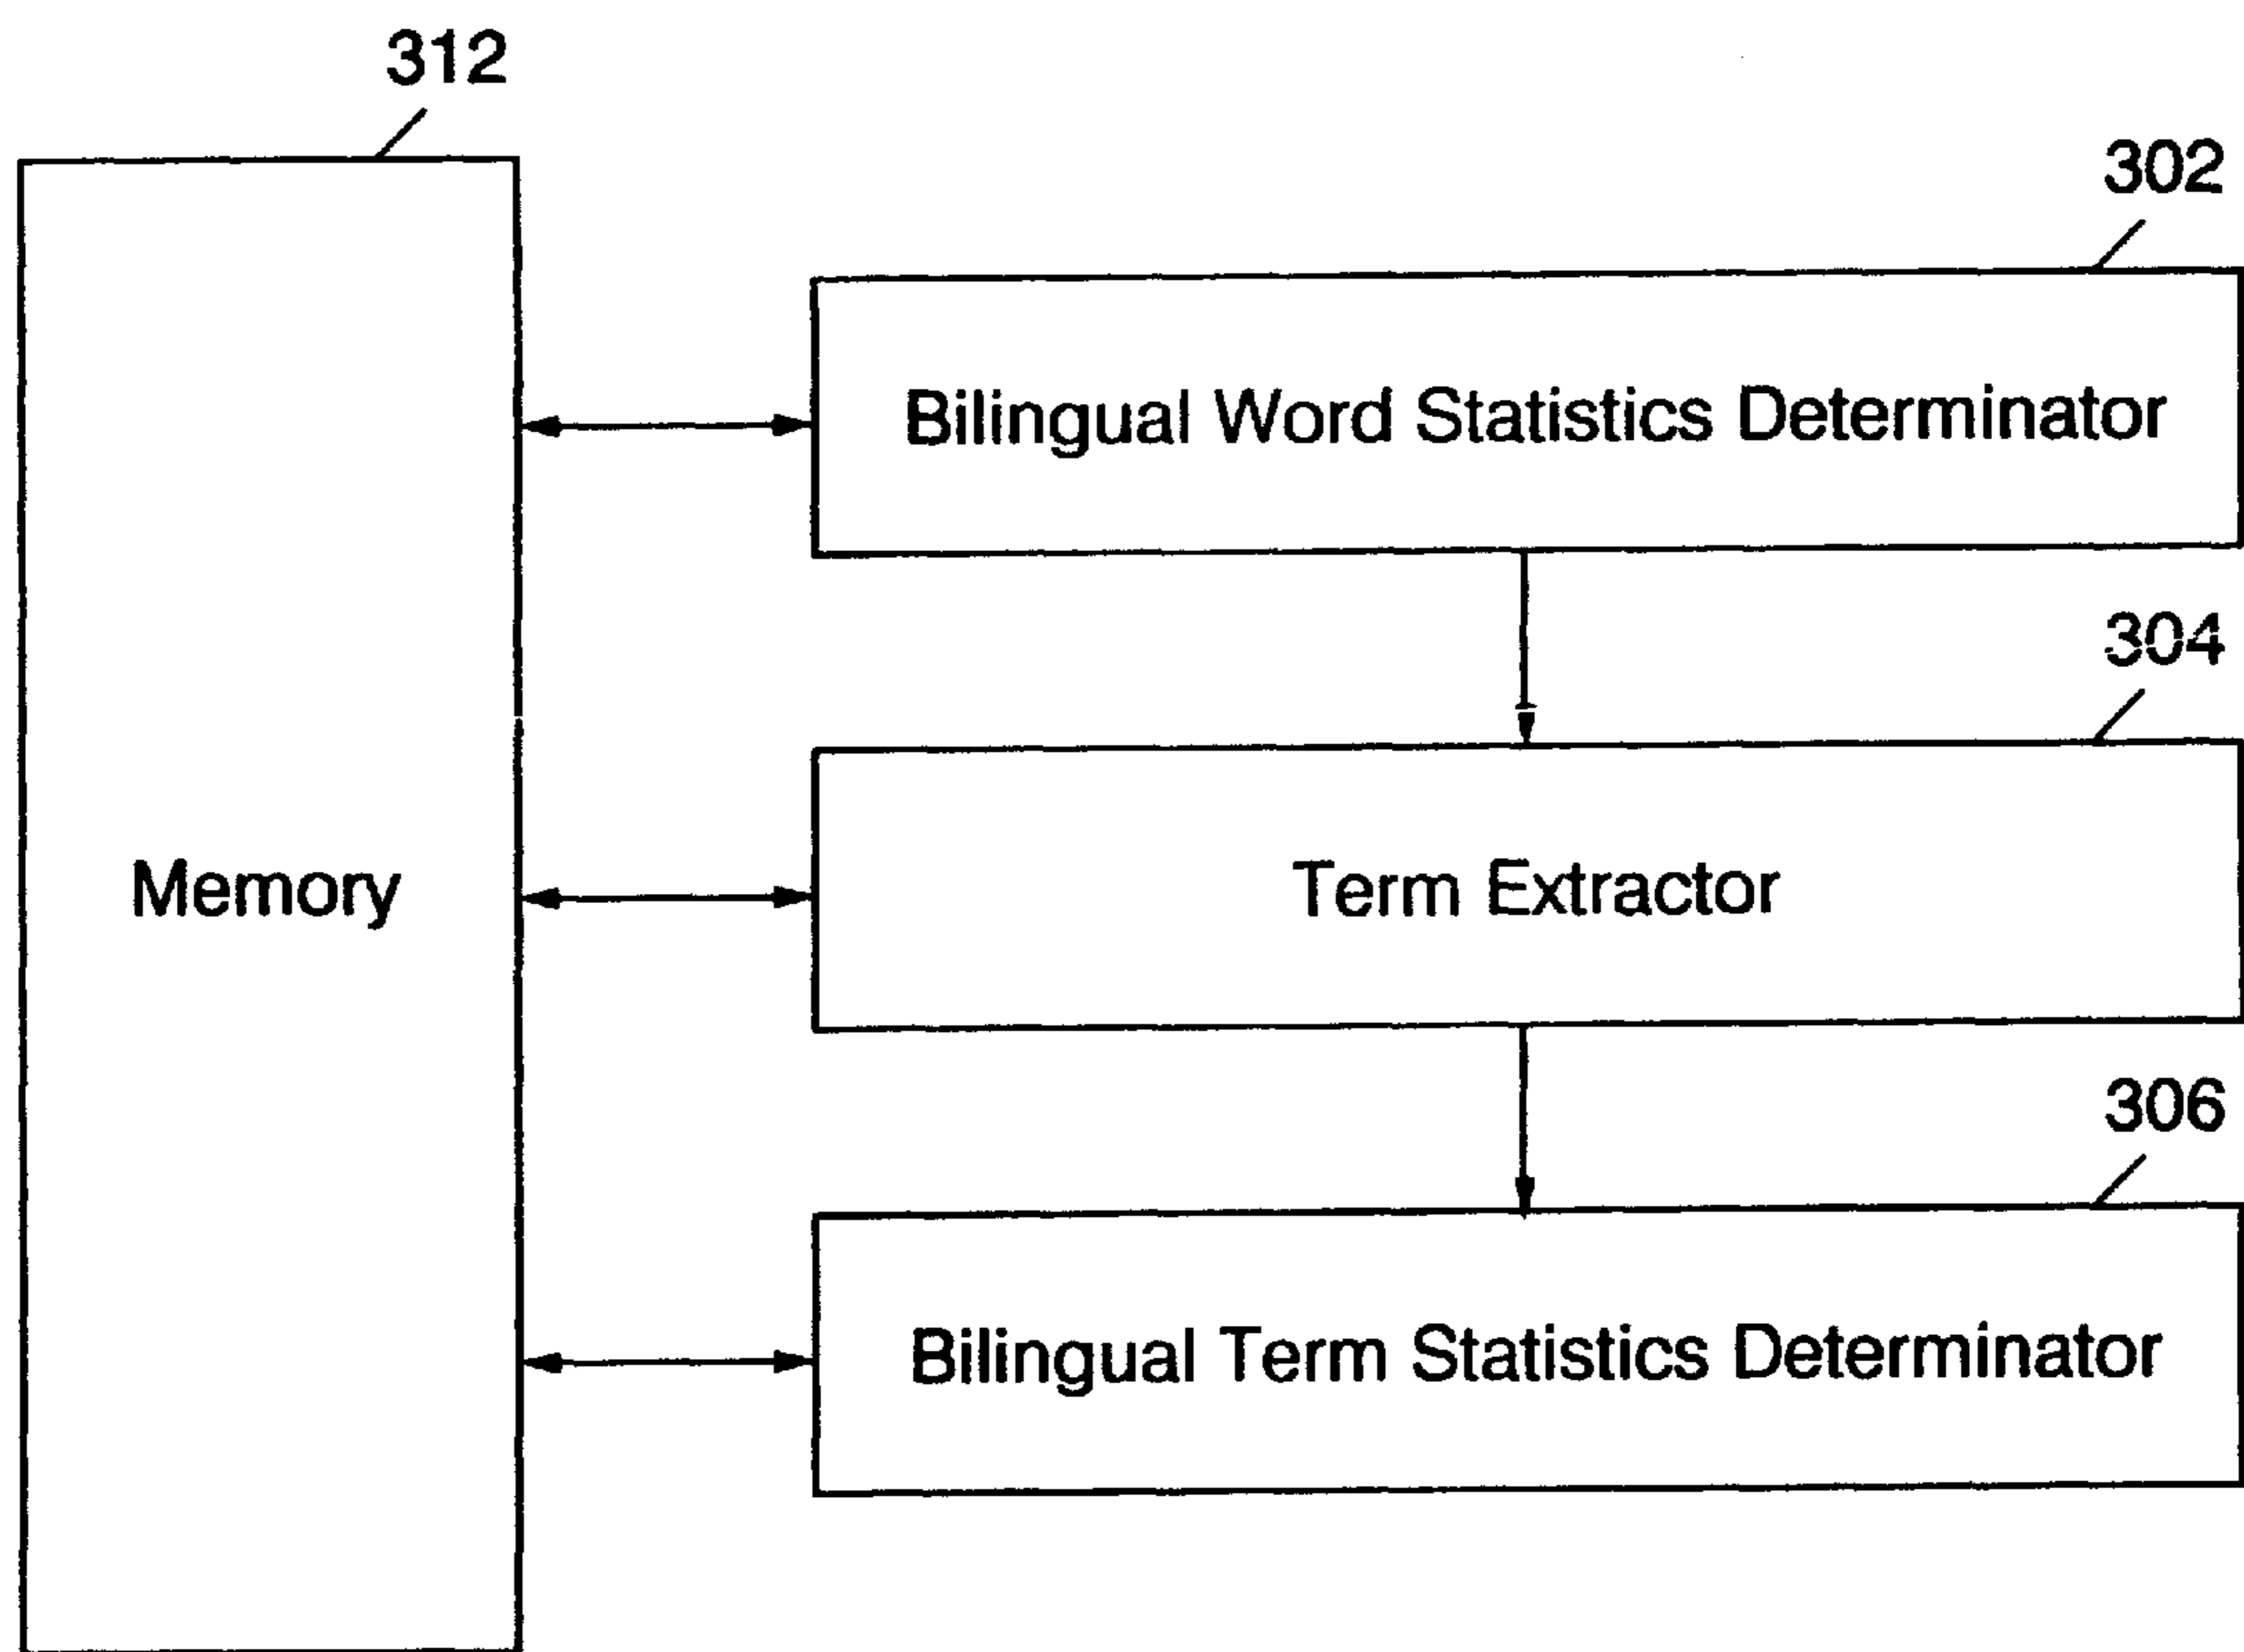 312
302
Bilingual Word Statistics Determinator
304
Memory
Term Extractor
306
Bilingual Term Statistics Determinator